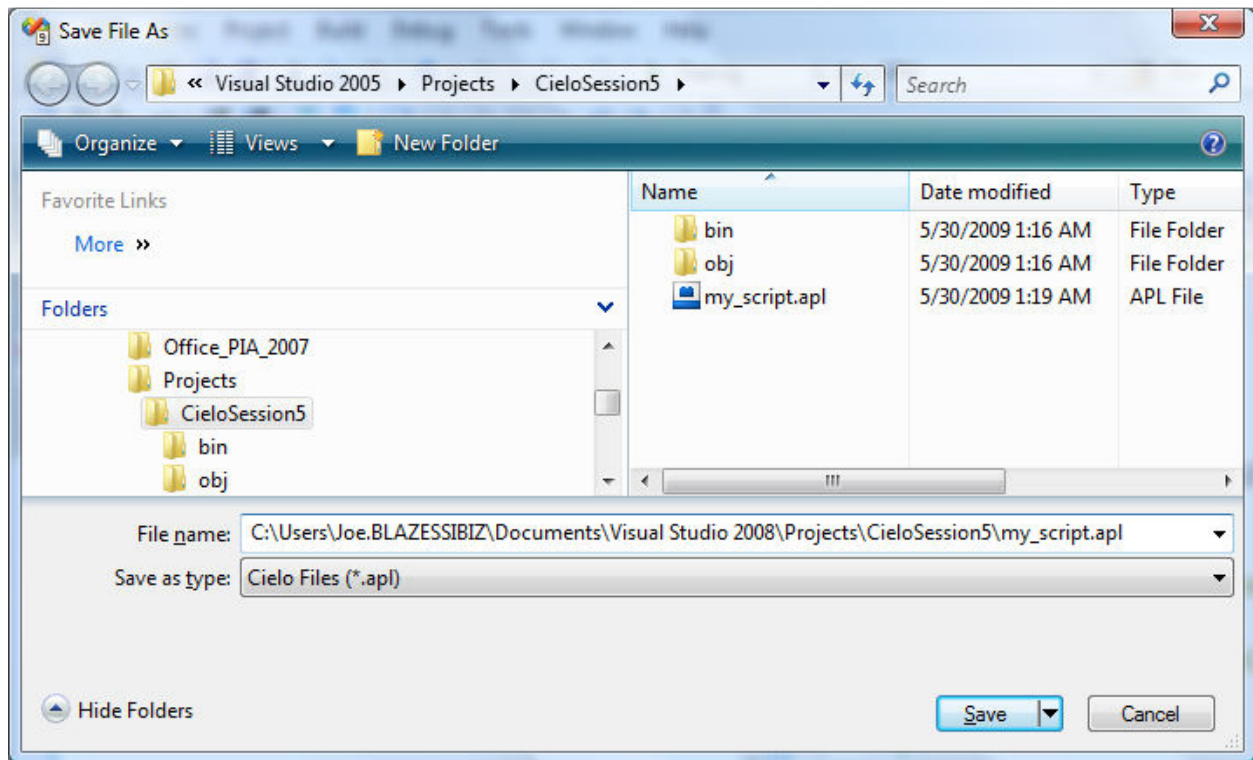 Save File As
« Visual Studio 2005 ▸ Projects ▸ CieloSession5 ▸
Search
Organize Views New Folder
Favorite Links
More »
Folders
Office_PIA_2007
Projects
CieloSession5
bin
obj
Name Date modified Type
bin 5/30/2009 1:16 AM File Folder
obj 5/30/2009 1:16 AM File Folder
my_script.apl 5/30/2009 1:19 AM APL File
File name: C:\Users\Joe.BLAZESSIBIZ\Documents\Visual Studio 2008\Projects\CieloSession5\my_script.apl
Save as type: Cielo Files (*.apl)
Hide Folders
Save
Cancel